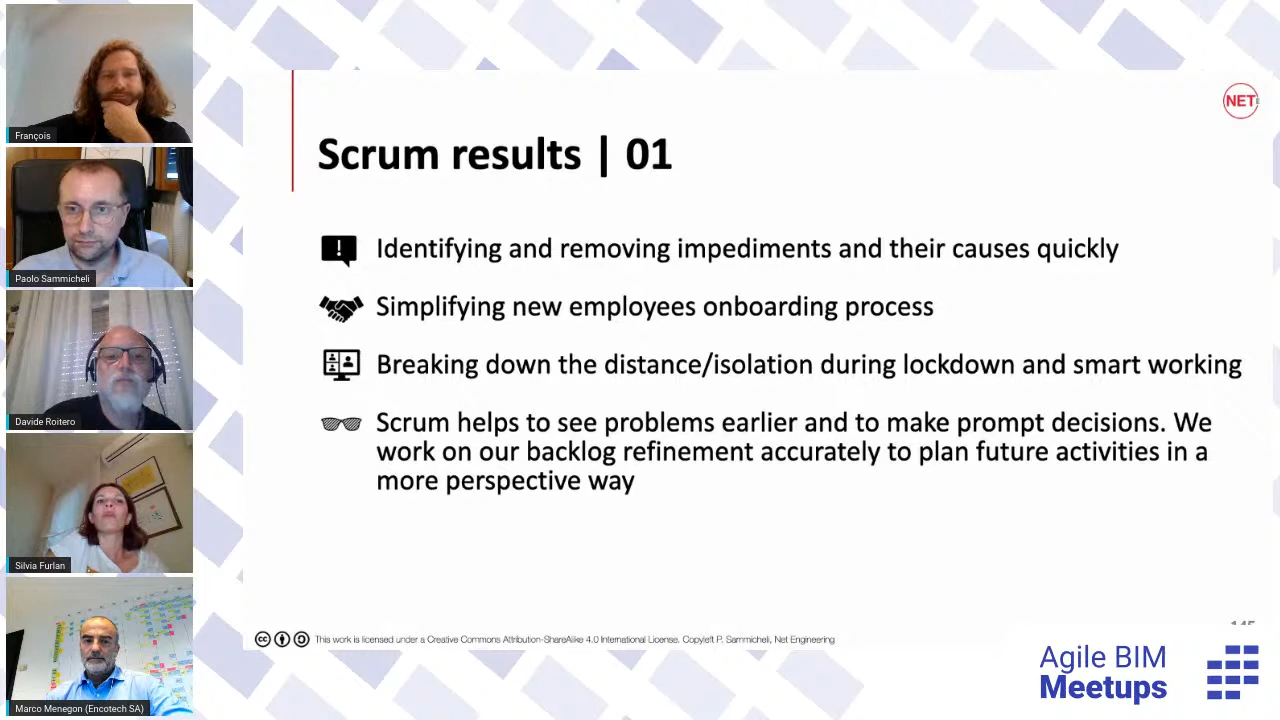 François
Paolo Sammicheli
Davide Roitero
Silvia Furlan
Marco Menegon (Encotech SA)
NET
Scrum results | 01
Identifying and removing impediments and their causes quickly
Simplifying new employees onboarding process
Breaking down the distance/isolation during lockdown and smart working
Scrum helps to see problems earlier and to make prompt decisions. We
work on our backlog refinement accurately to plan future activities in a
more perspective way
This work is licensed under a Creative Commons Attribution-ShareAlike 4.0 International License. Copyleft P. Sammicheli, Net Engineering
Agile BIM
Meetups